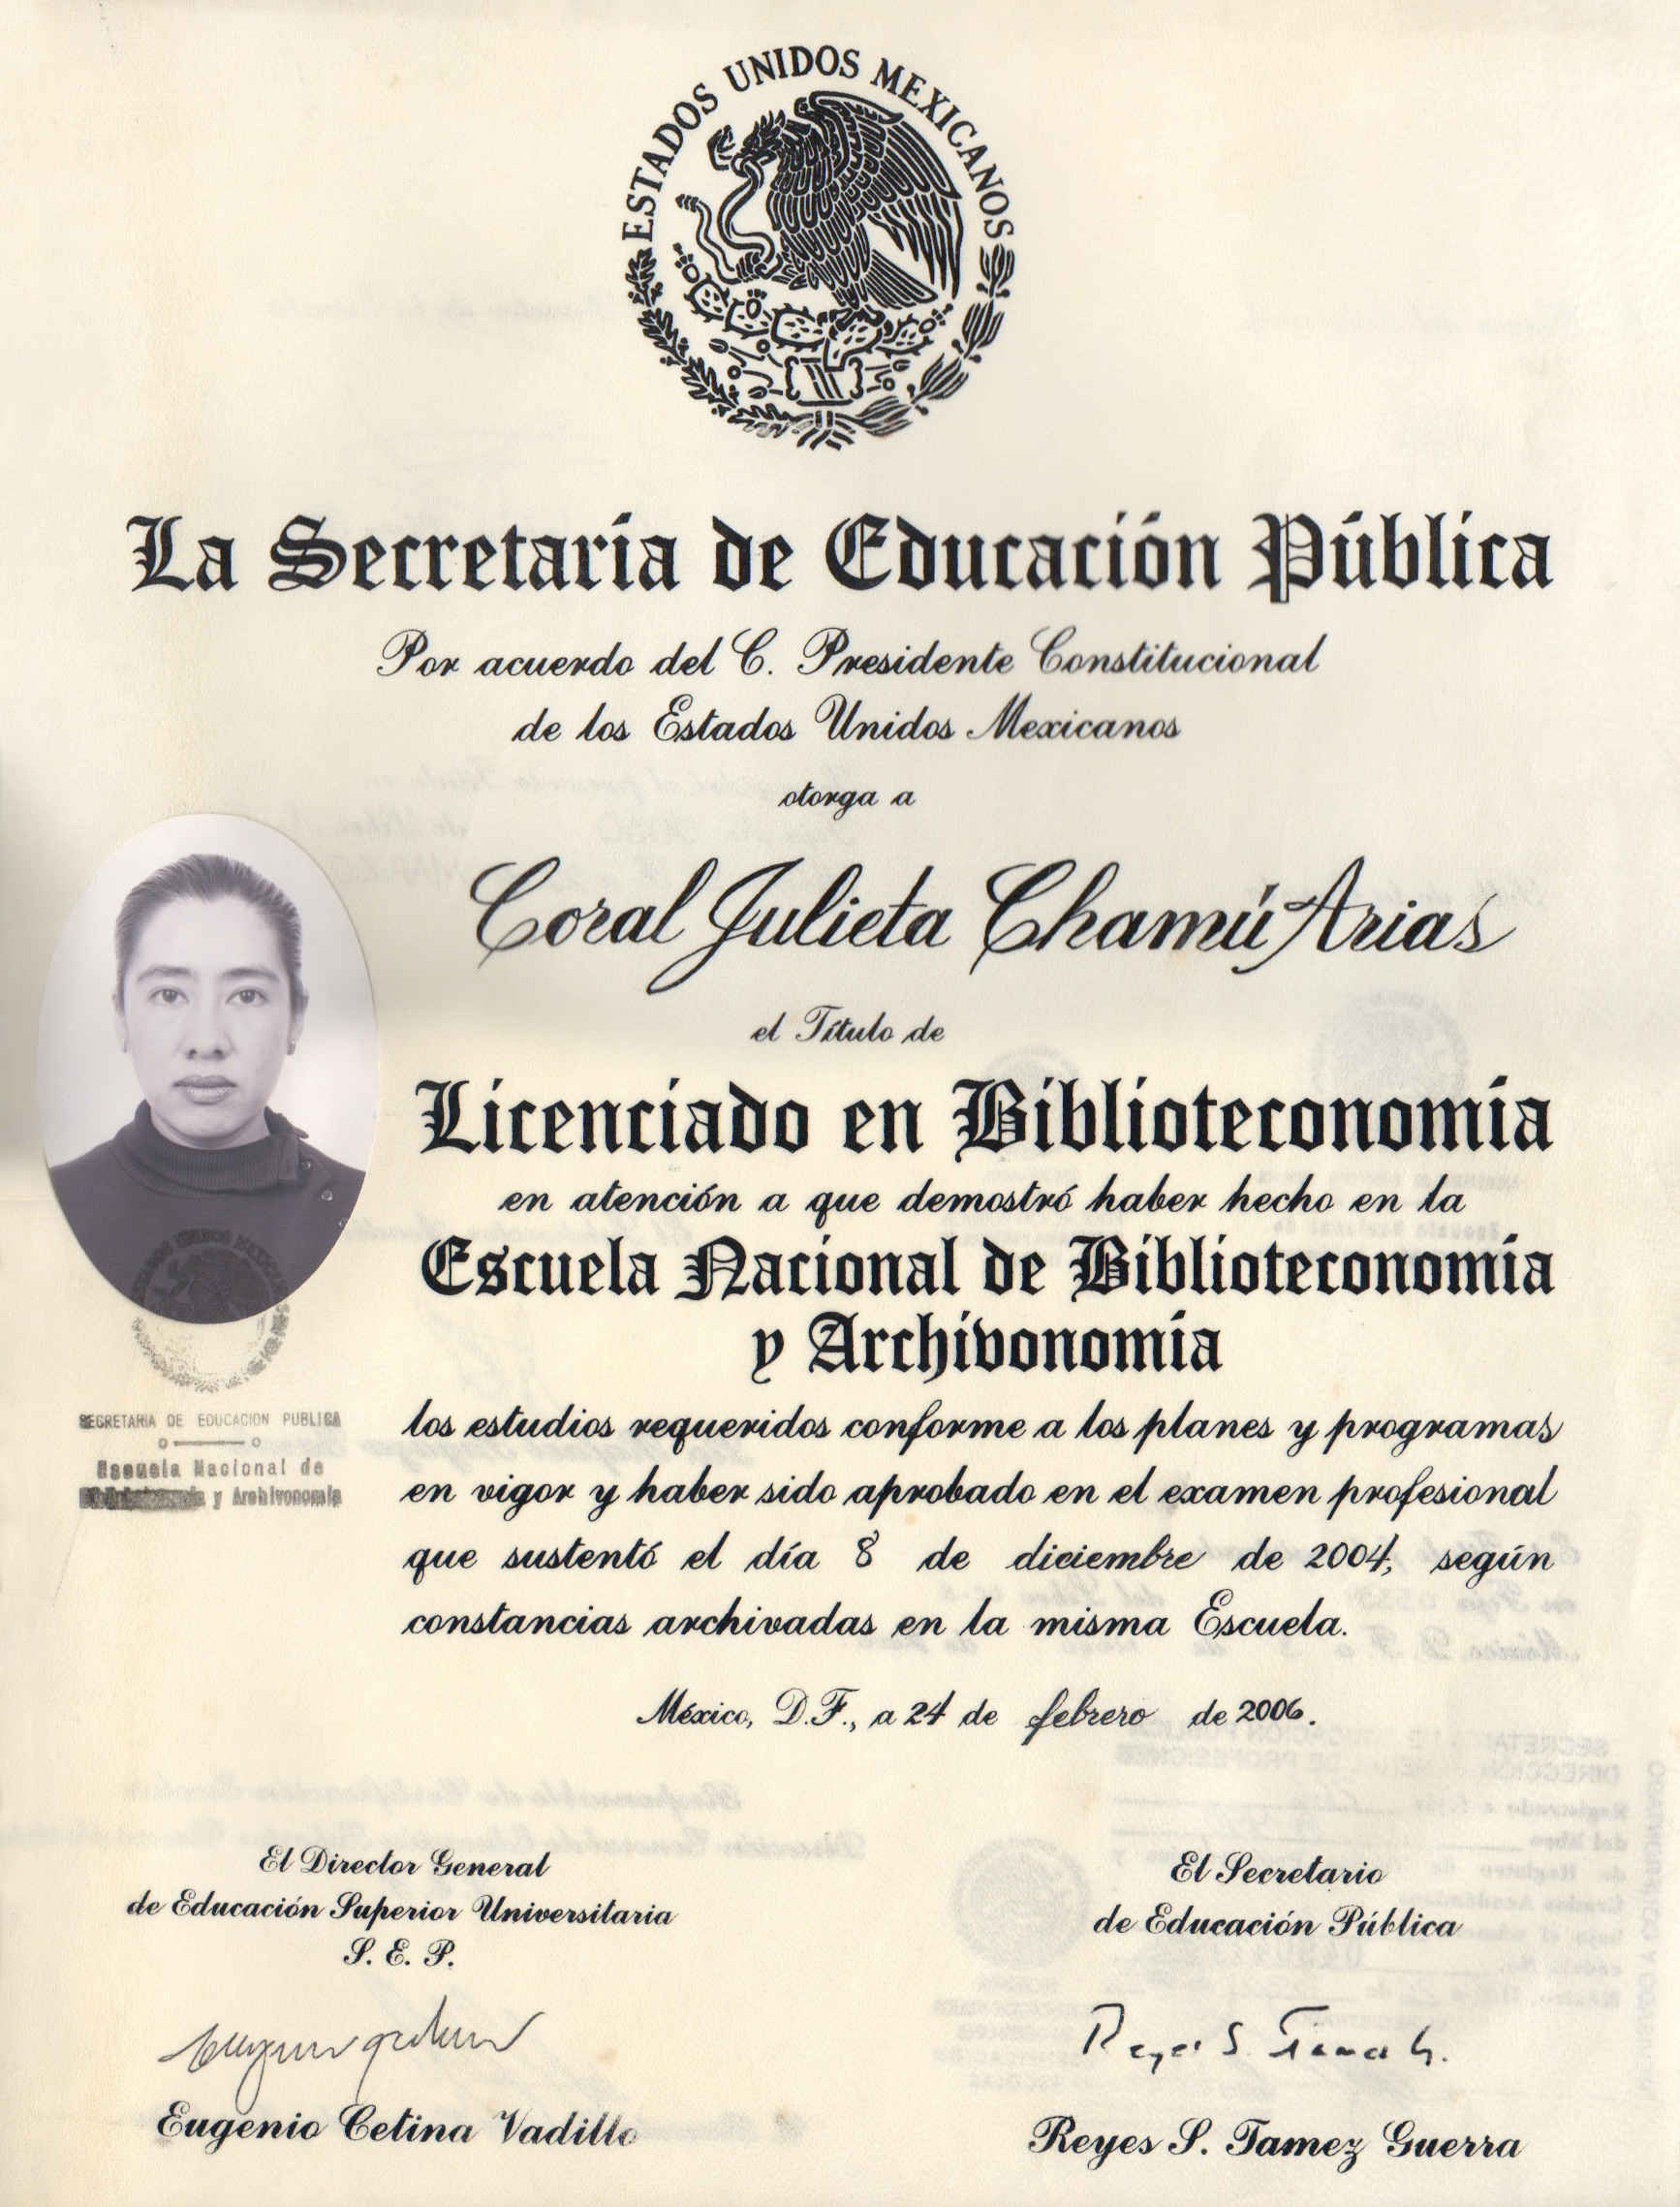 ESTADOS UNIDOS MEXICANOS
La Secretaría de Educación Pública
Por acuerdo del C. Presidente Constitucional
de los Estados Unidos Mexicanos
otorga a
Coral Julieta Chamú Arias
el Título de
Licenciado en Biblioteconomía
en atención a que demostró haber hecho en la
Escuela Nacional de Biblioteconomía
y Archivonomía
los estudios requeridos conforme a los planes y programas
en vigor y haber sido aprobado en el examen profesional
que sustentó el día 8 de diciembre de 2004, según
constancias archivadas en la misma Escuela.
SECRETARIA DE EDUCACION PUBLICA
Escuela Nacional de
y Archivonomía
México, D.F., a 24 de febrero de 2006.
El Director General
de Educación Superior Universitaria
S. E. P.
Eugenio Cetina Vadillo
El Secretario
de Educación Pública
Reyes S. Tamez G.
Reyes S. Tamez Guerra